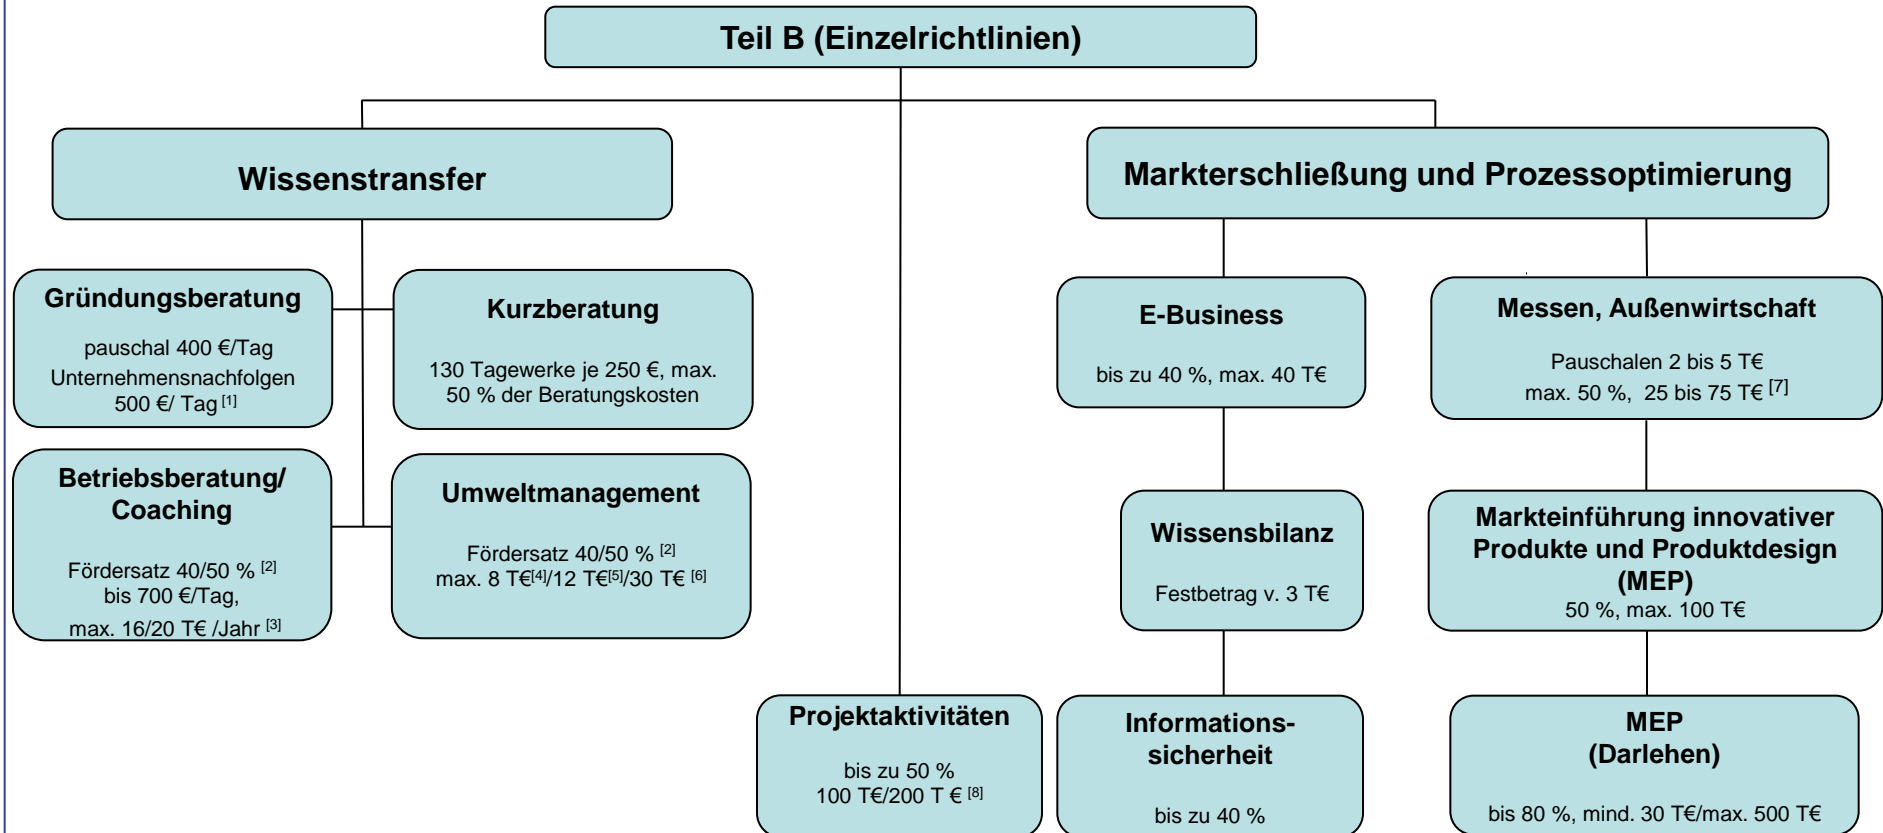 Teil B (Einzelrichtlinien)
Wissenstransfer
Markterschließung und Prozessoptimierung
Gründungsberatung
pauschal 400 €/Tag
Unternehmensnachfolgen
500 €/ Tag [1]
Kurzberatung
130 Tagewerke je 250 €, max.
50 % der Beratungskosten
E-Business
bis zu 40 %, max. 40 T€
Messen, Außenwirtschaft
Pauschalen 2 bis 5 T€
max. 50 %, 25 bis 75 T€ [7]
Betriebsberatung/
Coaching
Fördersatz 40/50 % [2]
bis 700 €/Tag,
max. 16/20 T€ /Jahr [3]
Umweltmanagement
Fördersatz 40/50 % [2]
max. 8 T€[4]/12 T€[5]/30 T€ [6]
Wissensbilanz
Festbetrag v. 3 T€
Markteinführung innovativer
Produkte und Produktdesign
(MEP)
50 %, max. 100 T€
Projektaktivitäten
bis zu 50 %
100 T€/200 T € [8]
Informations-
sicherheit
bis zu 40 %
MEP
(Darlehen)
bis 80 %, mind. 30 T€/max. 500 T€